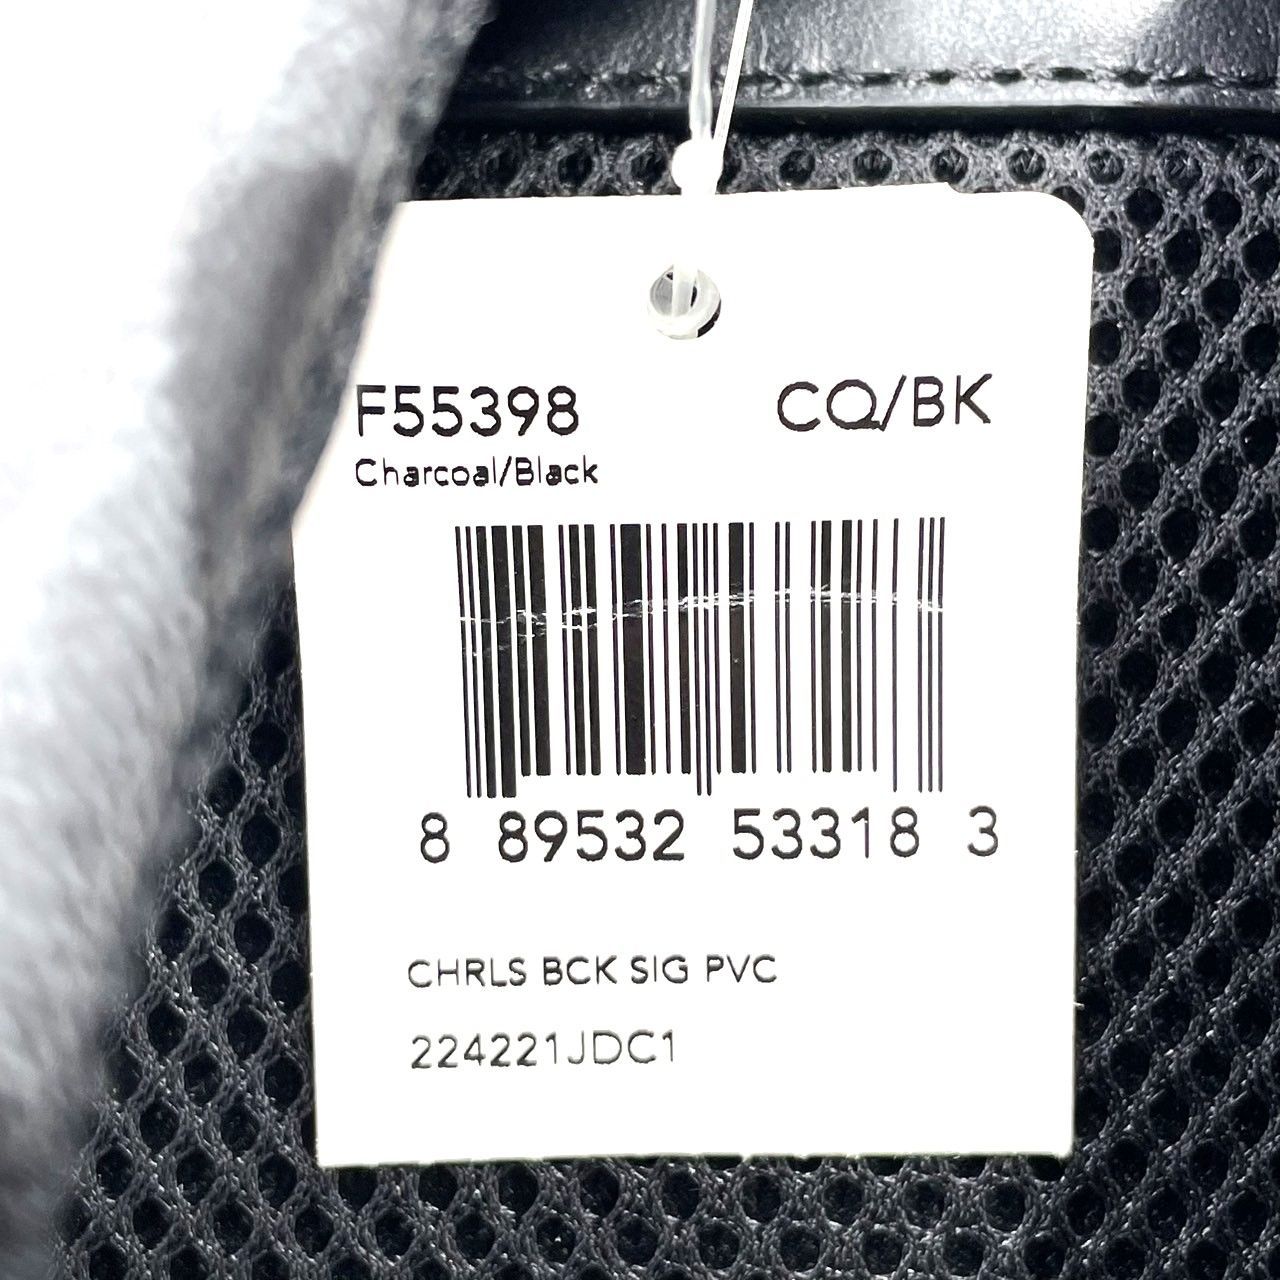 F55398 CQ/BK
Charcoal/Black
8 89532 53318 3
CHRLS BCK SIG PVC
224221JDC1